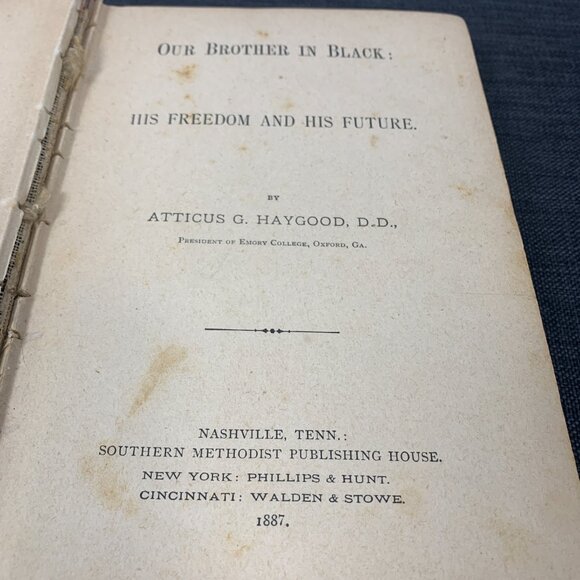 OUR BROTHER IN BLACK:
HIS FREEDOM AND HIS FUTURE.
BY
ATTICUS G. HAYGOOD, D.D.,
PRESIDENT OF EMORY COLLEGE, OXFORD, GA.
NASHVILLE, TENN.:
SOUTHERN METHODIST PUBLISHING HOUSE.
NEW YORK: PHILLIPS & HUNT.
CINCINNATI: WALDEN & STOWE.
1887.